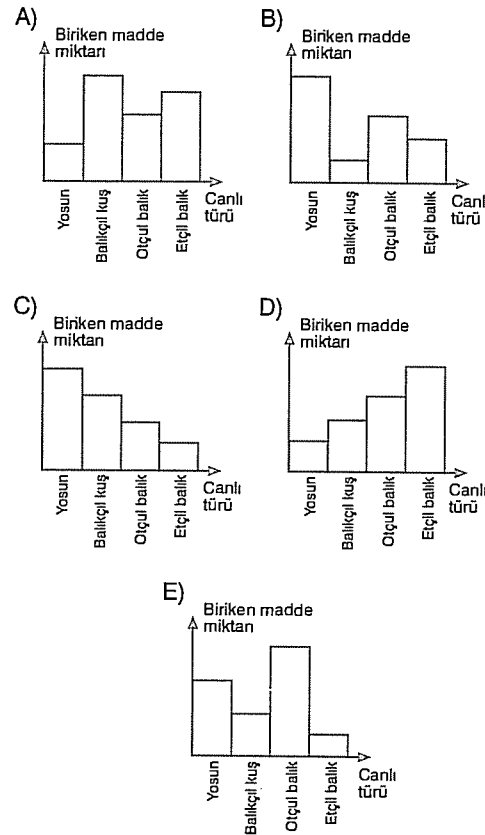 A)
Biriken madde
miktarı
Yosun
Balıkçıl kuş
Otçul balık
Etçil balık
Canlı
türü
B)
Biriken madde
miktarı
Yosun
Balıkçıl kuş
Otçul balık
Etçil balık
Canlı
türü
C)
Biriken madde
miktarı
Yosun
Balıkçıl kuş
Otçul balık
Etçil balık
Canlı
türü
D)
Biriken madde
miktarı
Yosun
Balıkçıl kuş
Otçul balık
Etçil balık
Canlı
türü
E)
Biriken madde
miktarı
Yosun
Balıkçıl kuş
Otçul balık
Etçil balık
Canlı
türü